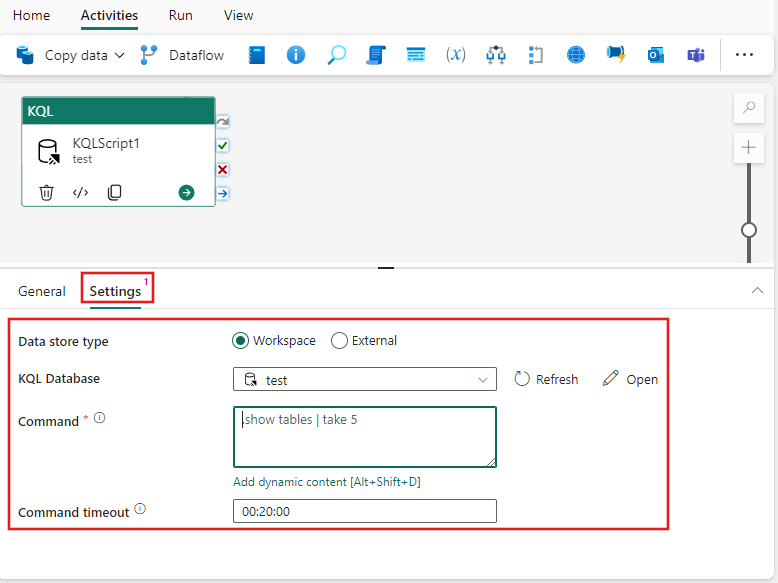 Home Activities Run View
Copy data Dataflow (x) ...
KQL
KQLScript1
test
</>
General Settings 1
Data store type Workspace External
KQL Database test Refresh Open
Command * .show tables | take 5
Add dynamic content [Alt+Shift+D]
Command timeout 00:20:00